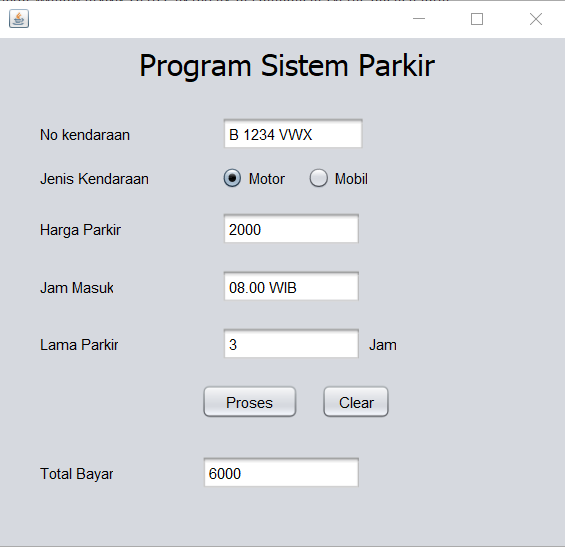 Program Sistem Parkir
No kendaraan B 1234 VWX
Jenis Kendaraan Motor Mobil
Harga Parkir 2000
Jam Masuk 08.00 WIB
Lama Parkir 3 Jam
Proses Clear
Total Bayar 6000